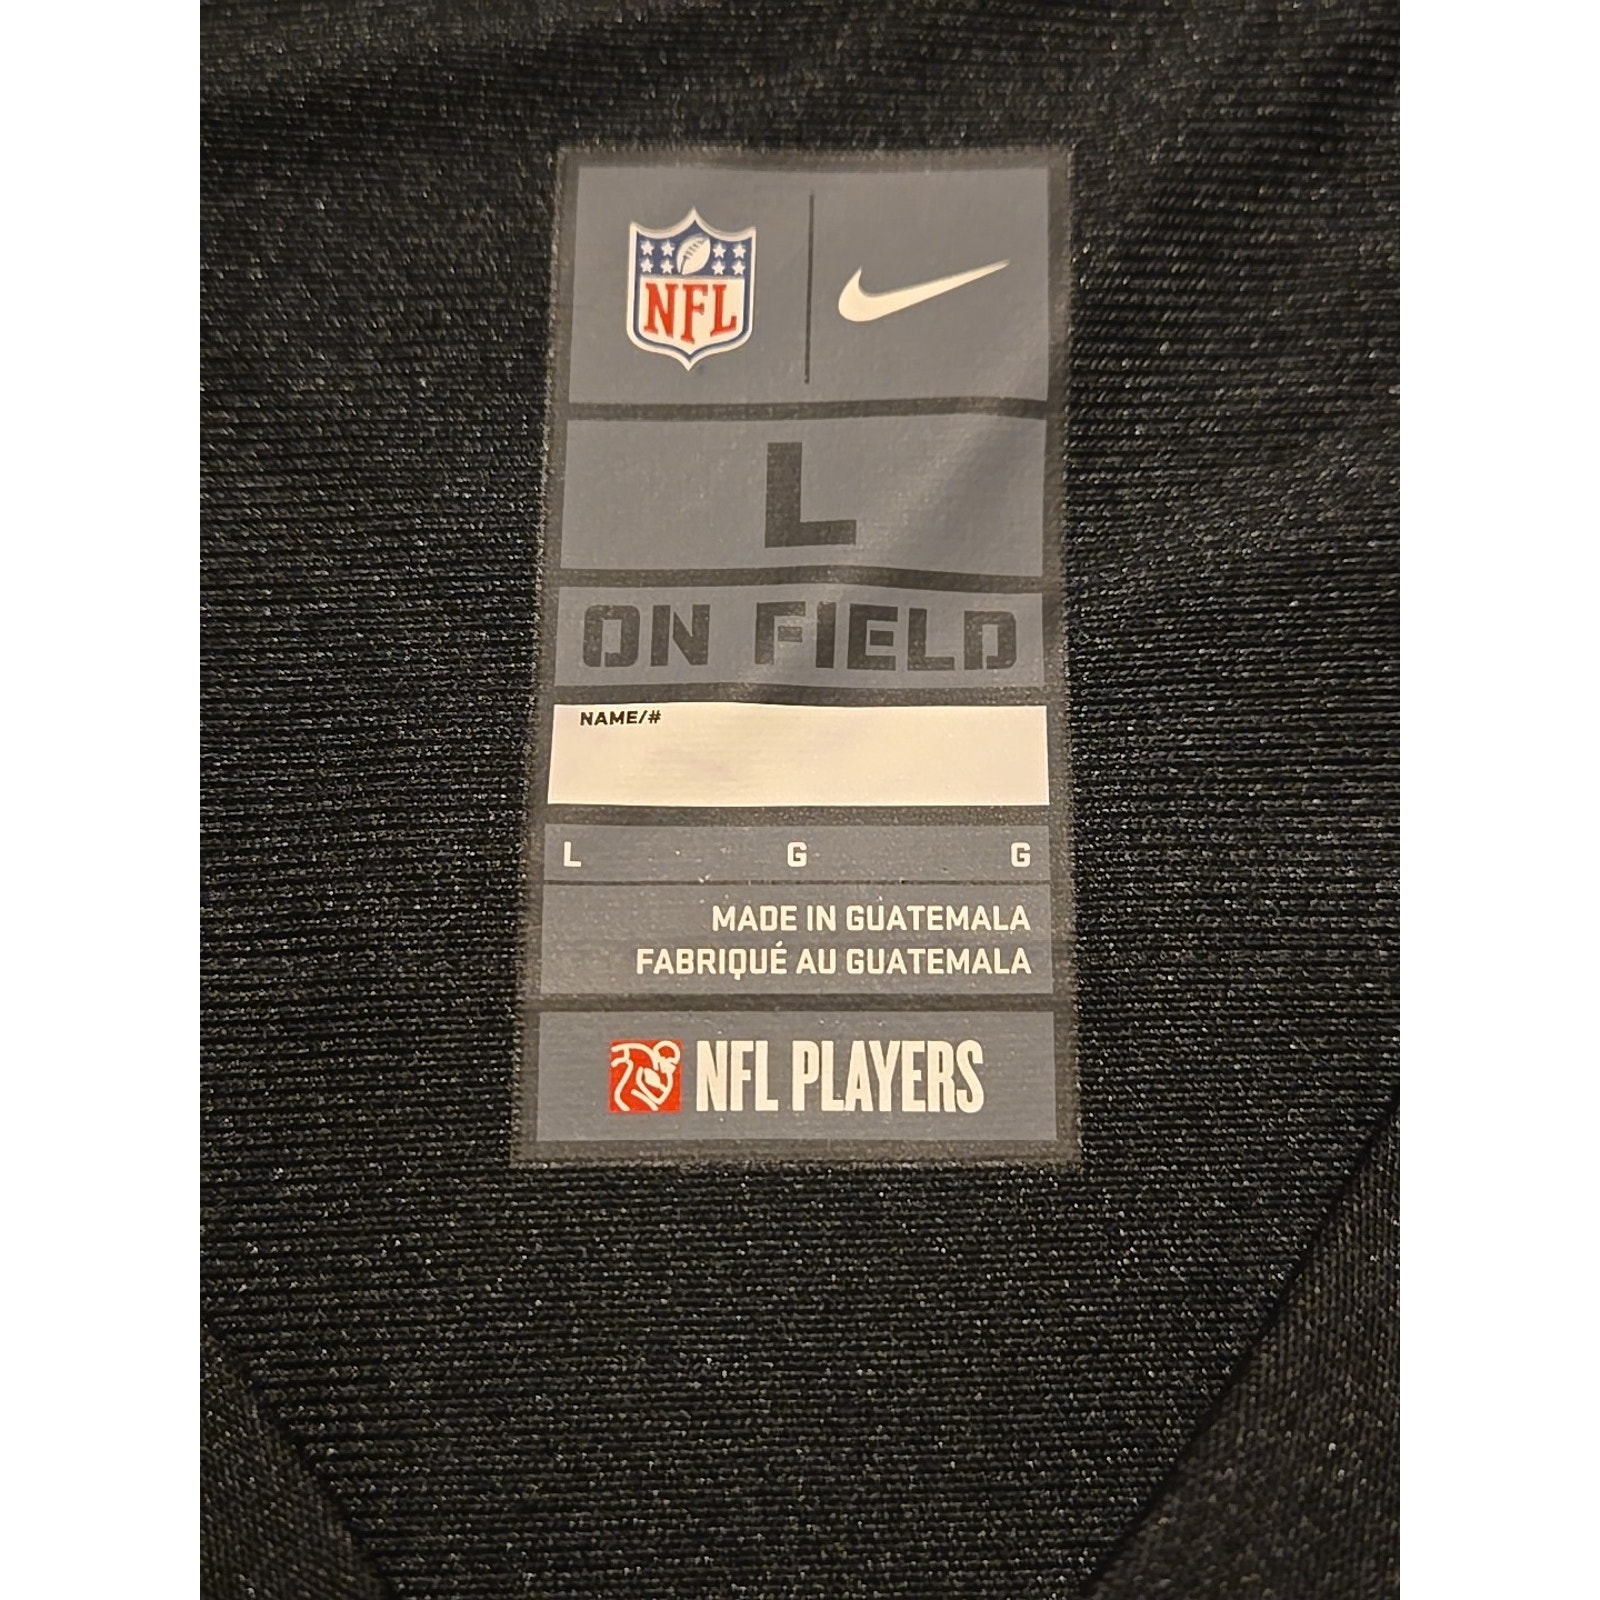 NFL
L
ON FIELD
NAME/#
L G G
MADE IN GUATEMALA
FABRIQUÉ AU GUATEMALA
NFL PLAYERS